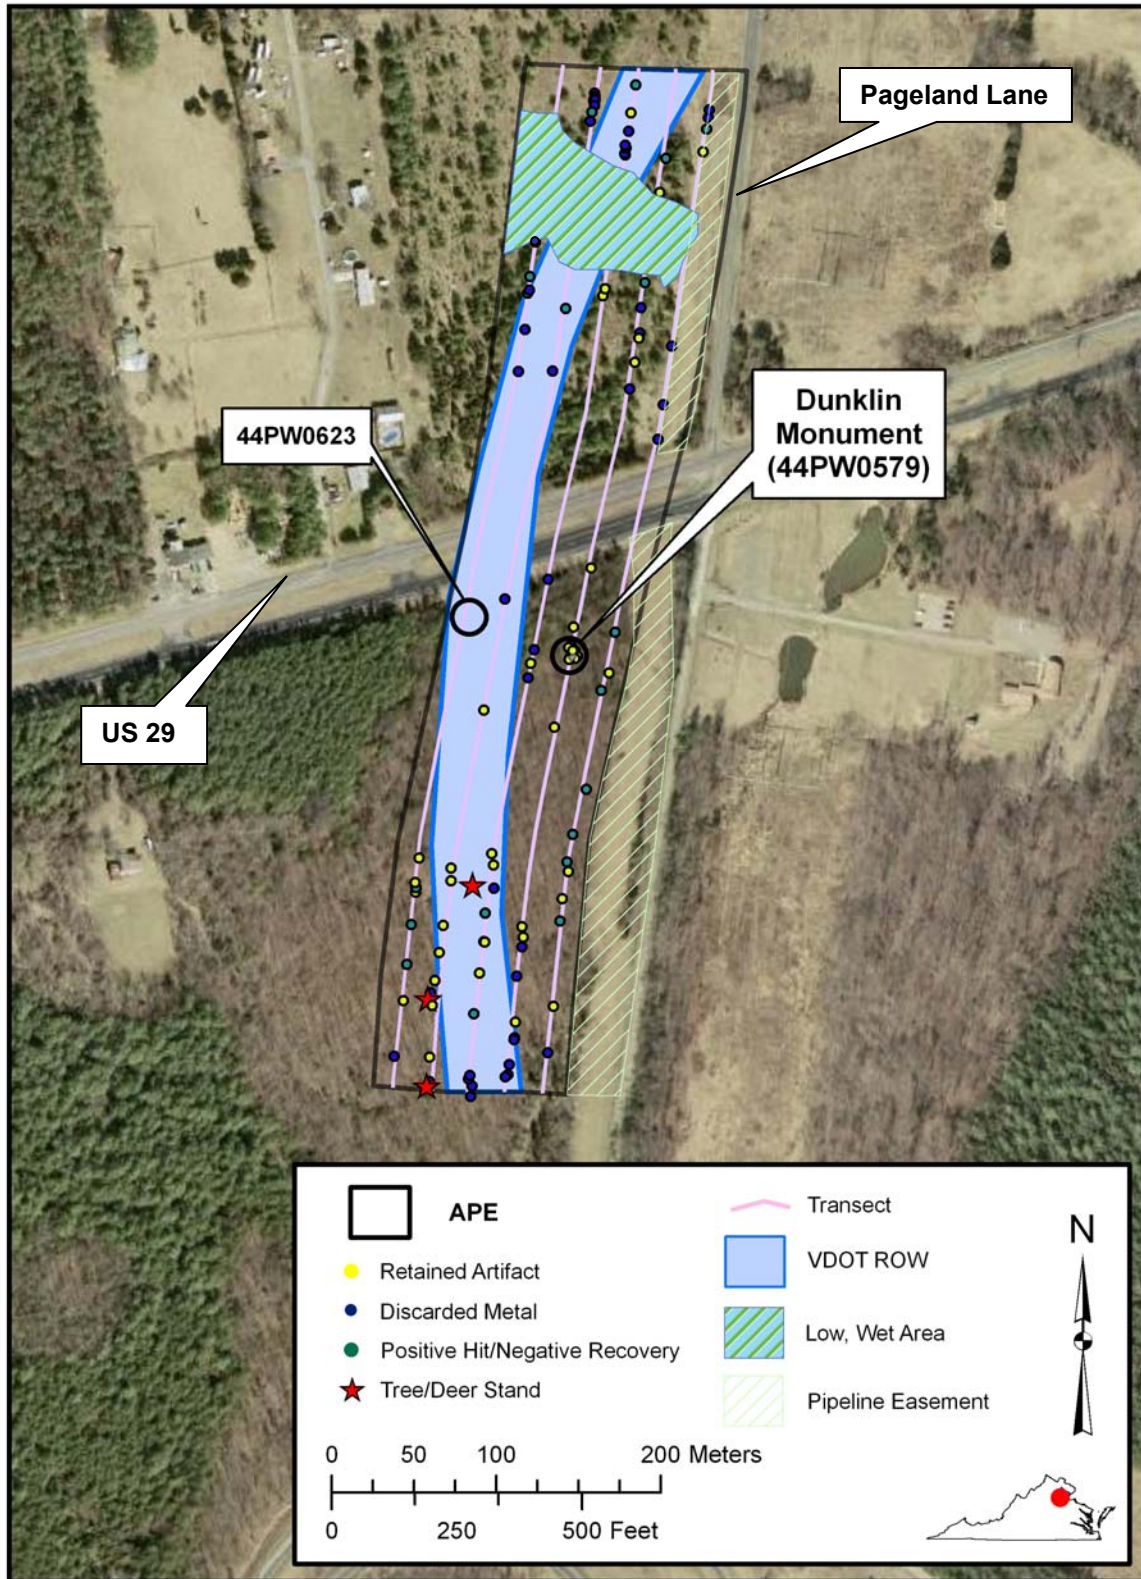 Pageland Lane
44PW0623
Dunklin
Monument
(44PW0579)
US 29
APE
Retained Artifact
Discarded Metal
Positive Hit/Negative Recovery
Tree/Deer Stand
Transect
VDOT ROW
Low, Wet Area
Pipeline Easement
N
0 50 100 200 Meters
0 250 500 Feet